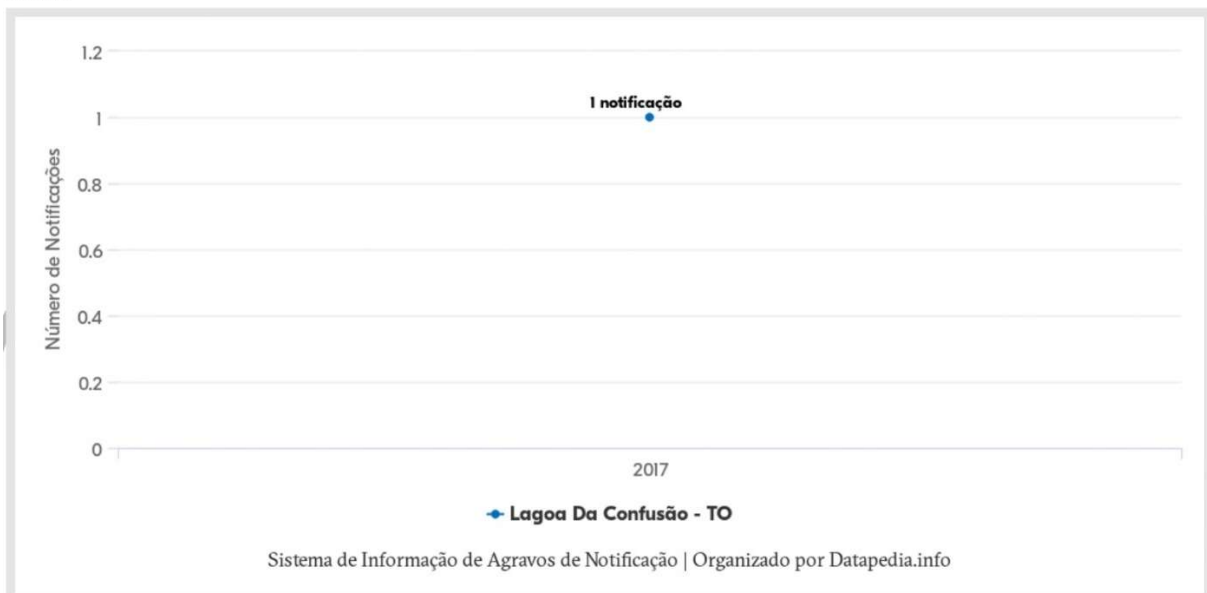 1.2
1 notificação
1
0.8
0.6
0.4
0.2
0
Número de Notificações
2017
Lagoa Da Confusão - TO
Sistema de Informação de Agravos de Notificação | Organizado por Datapedia.info